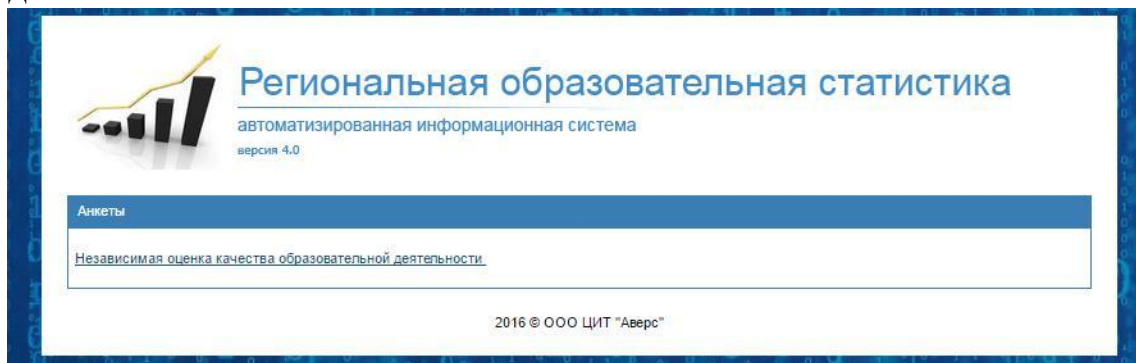 Региональная образовательная статистика
автоматизированная информационная система
версия 4.0
Анкеты
Независимая оценка качества образовательной деятельности
2016 © ООО ЦИТ "Аверс"